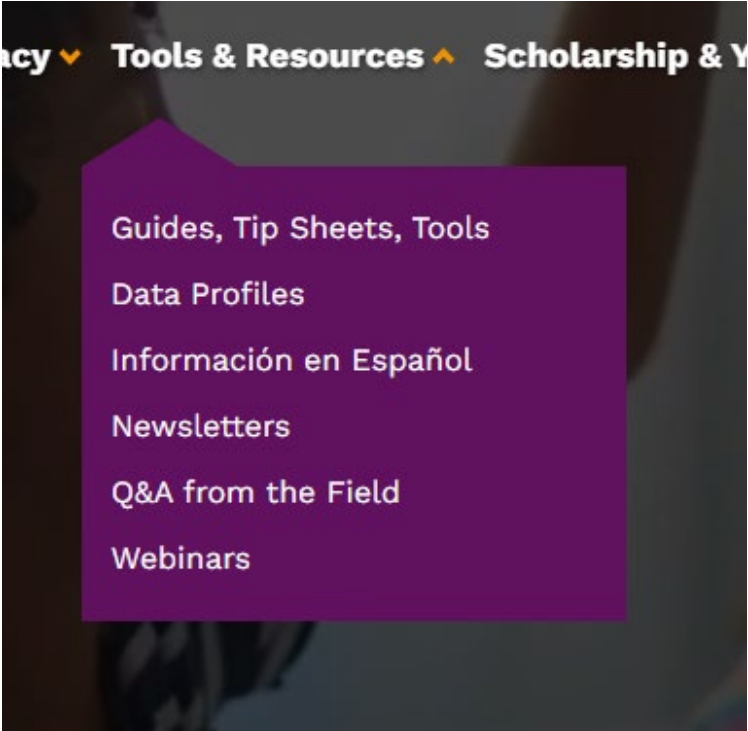 acy Tools & Resources Scholarship & Y
Guides, Tip Sheets, Tools
Data Profiles
Información en Español
Newsletters
Q&A from the Field
Webinars